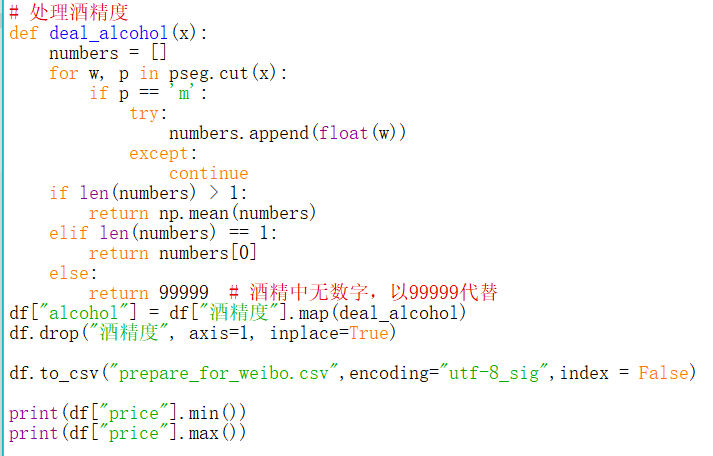 # 处理酒精度
def deal_alcohol(x):
    numbers = []
    for w, p in pseg.cut(x):
        if p == 'm':
            try:
                numbers.append(float(w))
            except:
                continue
    if len(numbers) > 1:
        return np.mean(numbers)
    elif len(numbers) == 1:
        return numbers[0]
    else:
        return 99999  # 酒精中无数字，以99999代替
df["alcohol"] = df["酒精度"].map(deal_alcohol)
df.drop("酒精度", axis=1, inplace=True)

df.to_csv("prepare_for_weibo.csv",encoding="utf-8_sig",index = False)

print(df["price"].min())
print(df["price"].max())